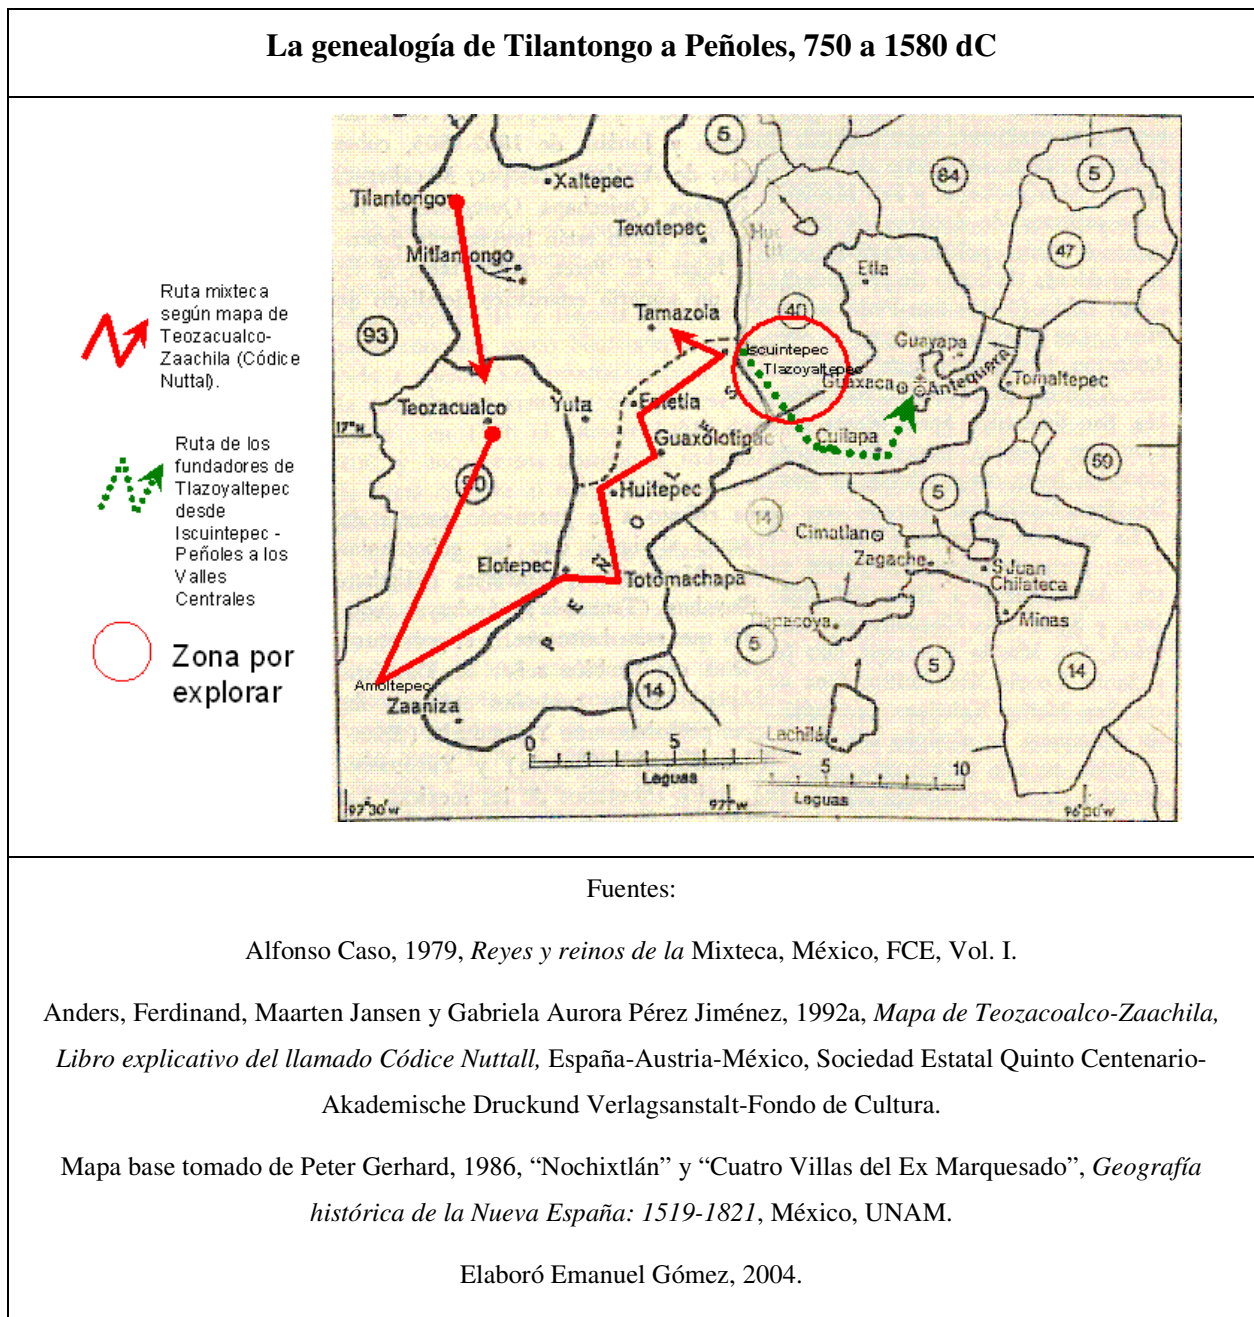 La genealogía de Tilantongo a Peñoles, 750 a 1580 dC
Ruta mixteca
según mapa de
Teozacualco-
Zaachila (Códice
Nuttal).
Ruta de los
fundadores de
Tlazoyaltepec
desde
Iscuintepec -
Peñoles a los
Valles
Centrales
Zona por
explorar
5
Xaltepec
Tilantongo
Texotepec
64
5
Mitlantongo
Etla
47
Tamazola
40
93
Iscuintepec
Tlazoyaltepec
Guayapa
Guaxaca
Antequera
Tomaltepec
Teozacualco
Yuta
Guaxolotipac
Cuilapa
17°N
59
Huitepec
5
14
Cimatlan
Zagache
S Juan
Chilateca
Elotepec
Totomachapa
Minas
P E Ñ O
5
5
14
Amoltepec
Zaaniza
14
Lachilá
0 5
Leguas
5 10
Leguas
97°30'W
97°W
Fuentes:
Alfonso Caso, 1979, Reyes y reinos de la Mixteca, México, FCE, Vol. I.
Anders, Ferdinand, Maarten Jansen y Gabriela Aurora Pérez Jiménez, 1992a, Mapa de Teozacoalco-Zaachila,
Libro explicativo del llamado Códice Nuttall, España-Austria-México, Sociedad Estatal Quinto Centenario-
Akademische Druckund Verlagsanstalt-Fondo de Cultura.
Mapa base tomado de Peter Gerhard, 1986, “Nochixtlán” y “Cuatro Villas del Ex Marquesado”, Geografía
histórica de la Nueva España: 1519-1821, México, UNAM.
Elaboró Emanuel Gómez, 2004.